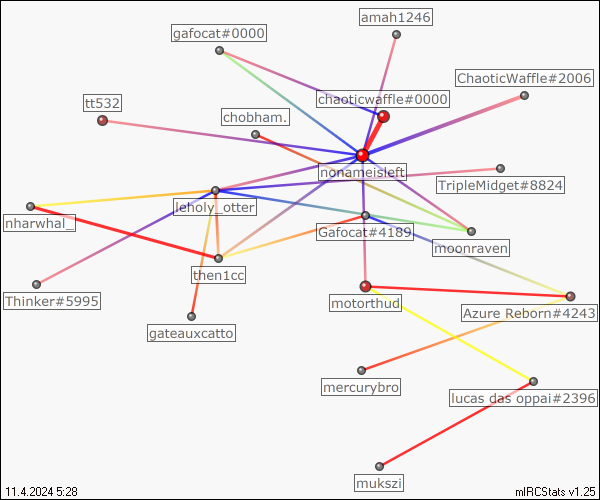 amah1246
gafocat#0000
ChaoticWaffle#2006
chaoticwaffle#0000
tt532
chobham.
nonameisleft
TripleMidget#8824
leholy_otter
nharwhal_
Gafocat#4189
moonraven
then1cc
Thinker#5995
motorthud
Azure Reborn#4243
gateauxcatto
mercurybro
lucas das oppai#2396
mukszi
11.4.2024 5:28
mIRCStats v1.25